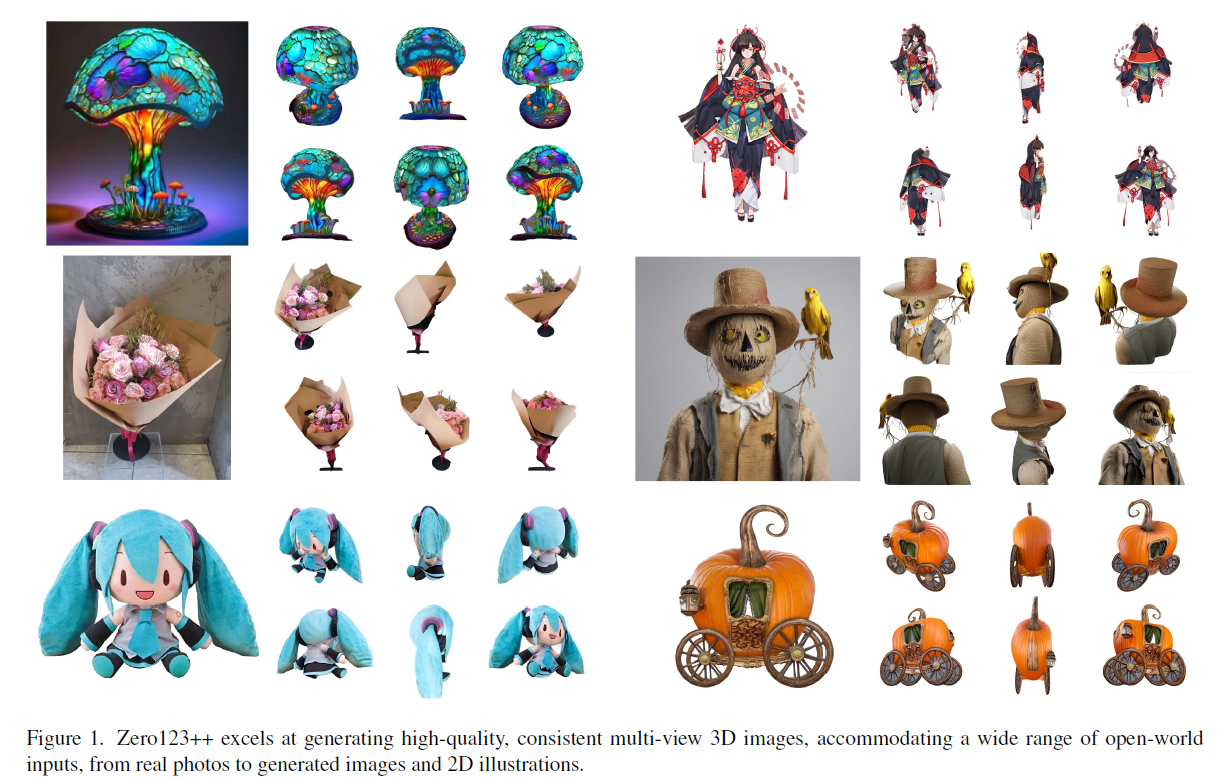 Figure 1. Zero123++ excels at generating high-quality, consistent multi-view 3D images, accommodating a wide range of open-world
inputs, from real photos to generated images and 2D illustrations.